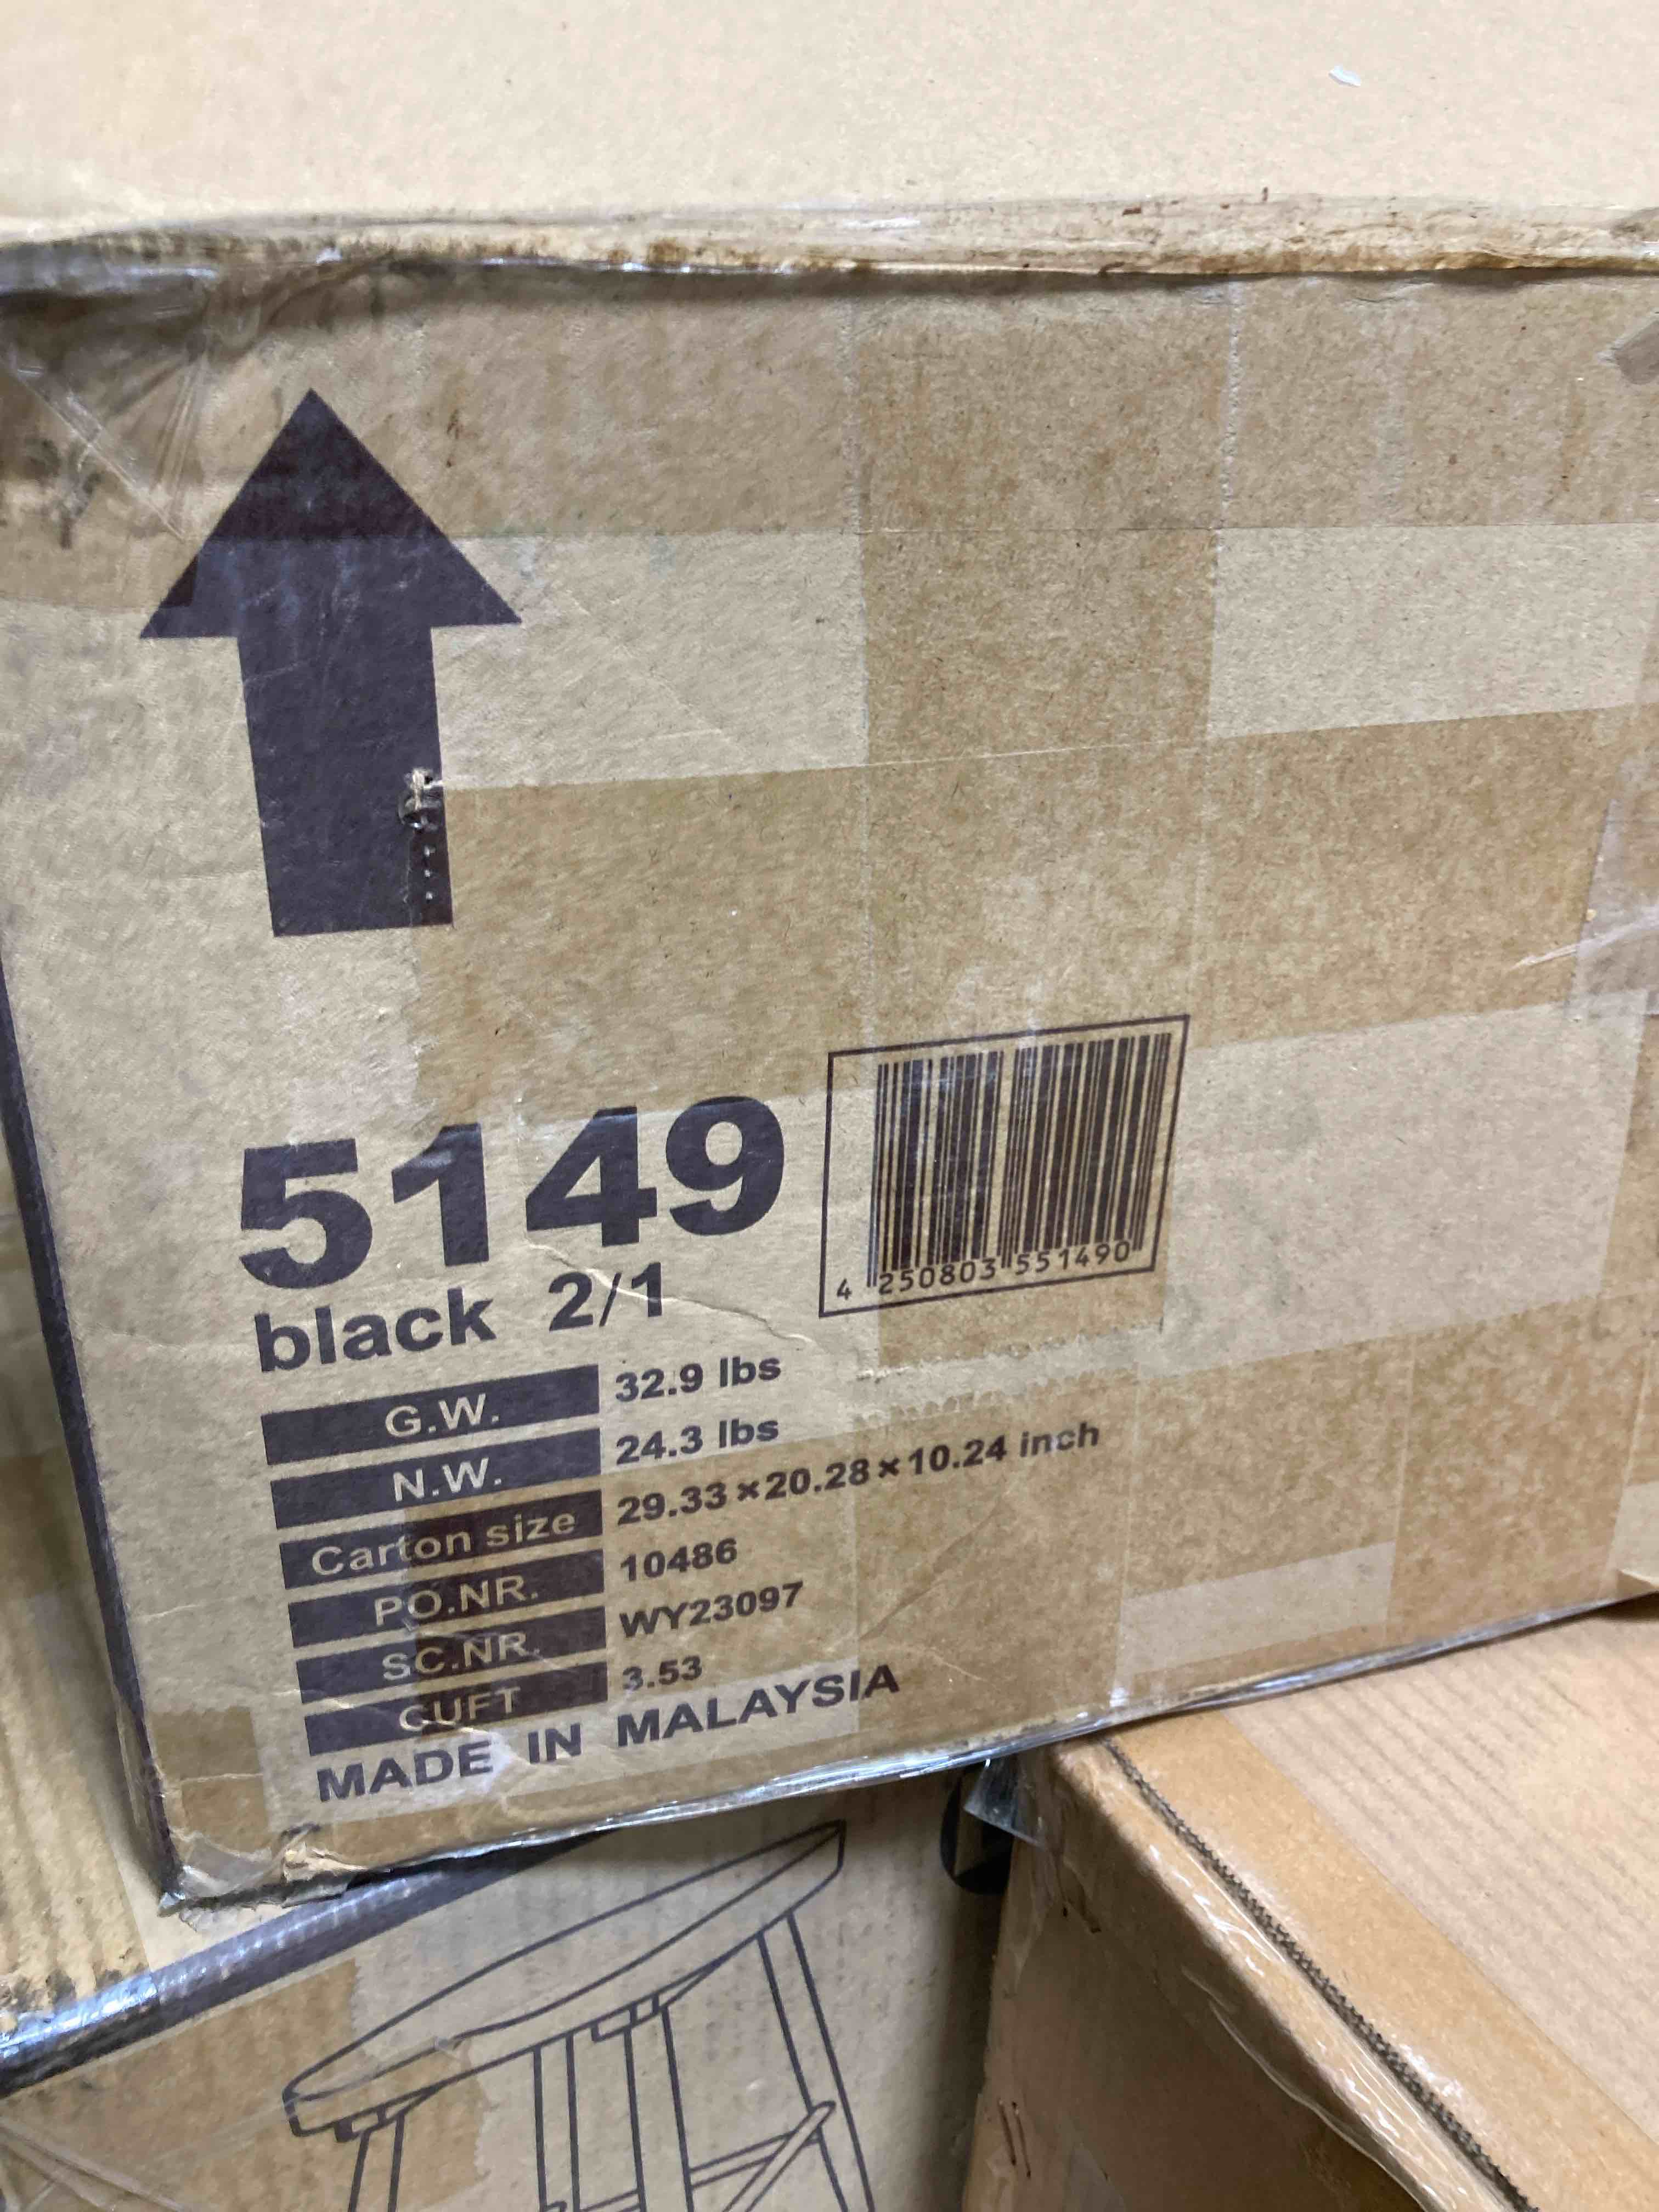 5149
black 2/1
4 250803 551490
G.W. 32.9 lbs
N.W. 24.3 lbs
Carton size 29.33×20.28×10.24 inch
PO.NR. 10486
SC.NR. WY23097
CUFT 3.53
MADE IN MALAYSIA